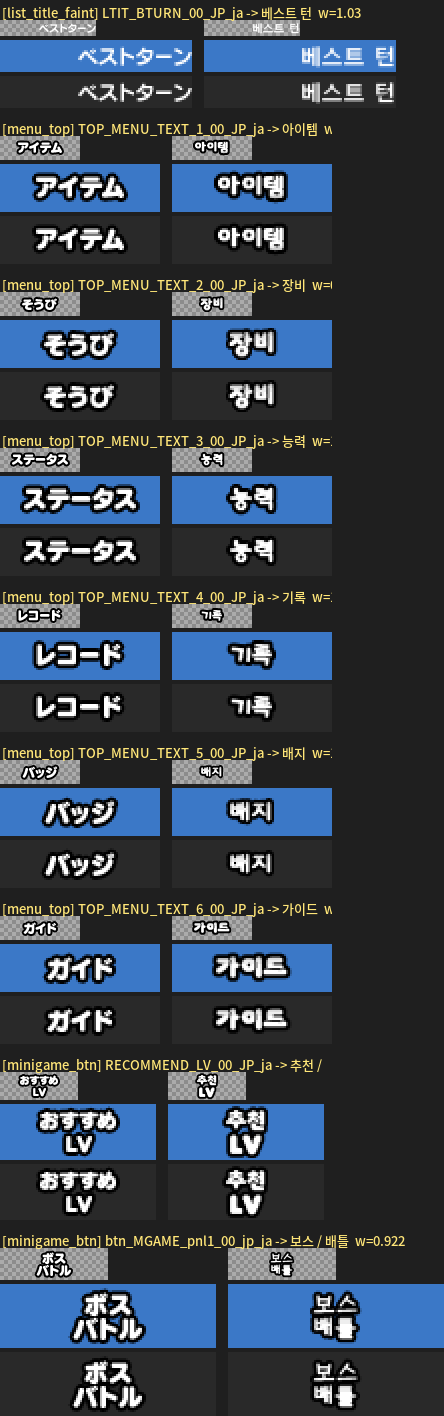 [list_title_faint] LTIT_BTURN_00_JP_ja -> 베스트 턴 w=1.03
ベストターン 베스트 턴
ベストターン 베스트 턴
ベストターン 베스트 턴
[menu_top] TOP_MENU_TEXT_1_00_JP_ja -> 아이템 w
アイテム 아이템
アイテム 아이템
アイテム 아이템
[menu_top] TOP_MENU_TEXT_2_00_JP_ja -> 장비 w=
そうび 장비
そうび 장비
そうび 장비
[menu_top] TOP_MENU_TEXT_3_00_JP_ja -> 능력 w=
ステータス 능력
ステータス 능력
ステータス 능력
[menu_top] TOP_MENU_TEXT_4_00_JP_ja -> 기록 w=
レコード 기록
レコード 기록
レコード 기록
[menu_top] TOP_MENU_TEXT_5_00_JP_ja -> 배지 w=
バッジ 배지
バッジ 배지
バッジ 배지
[menu_top] TOP_MENU_TEXT_6_00_JP_ja -> 가이드 w
ガイド 가이드
ガイド 가이드
ガイド 가이드
[minigame_btn] RECOMMEND_LV_00_JP_ja -> 추천 /
おすすめ 추천
LV LV
おすすめ 추천
LV LV
おすすめ 추천
LV LV
[minigame_btn] btn_MGAME_pnl1_00_jp_ja -> 보스 / 배틀 w=0.922
ボス 보스
バトル 배틀
ボス 보스
バトル 배틀
ボス 보스
バトル 배틀